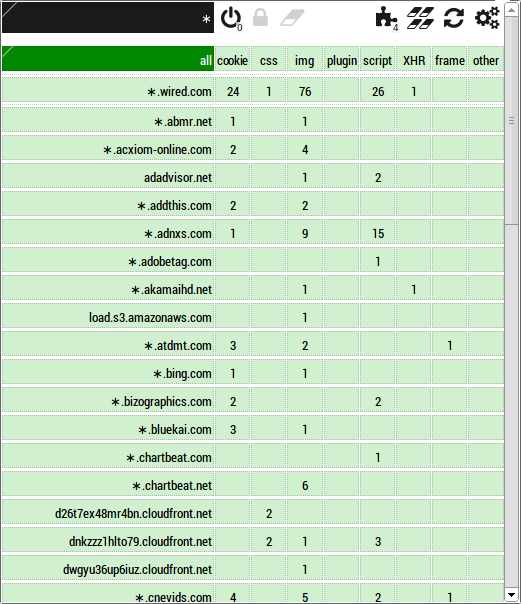 ∗ 0 4
all cookie css img plugin script XHR frame other
∗.wired.com 24 1 76 26 1
∗.abmr.net 1 1
∗.acxiom-online.com 2 4
adadvisor.net 1 2
∗.addthis.com 2 2
∗.adnxs.com 1 9 15
∗.adobetag.com 1
∗.akamaihd.net 1 1
load.s3.amazonaws.com 1
∗.atdmt.com 3 2 1
∗.bing.com 1 1
∗.bizographics.com 2 2
∗.bluekai.com 3 1
∗.chartbeat.com 1
∗.chartbeat.net 6
d26t7ex48mr4bn.cloudfront.net 2
dnkzzz1hlto79.cloudfront.net 2 1 3
dwgyu36up6iuz.cloudfront.net 1
∗.cnevids.com 4 5 2 1